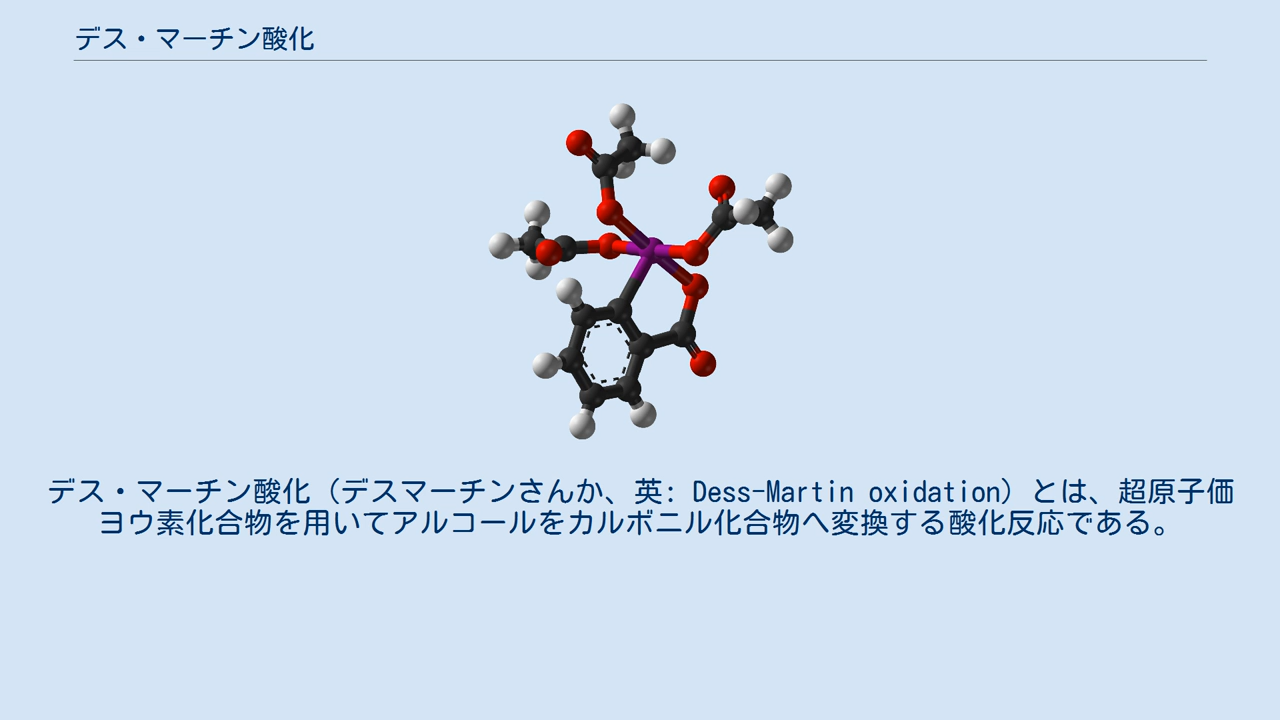 デス・マーチン酸化
デス・マーチン酸化（デスマーチンさんか、英: Dess-Martin oxidation）とは、超原子価
ヨウ素化合物を用いてアルコールをカルボニル化合物へ変換する酸化反応である。